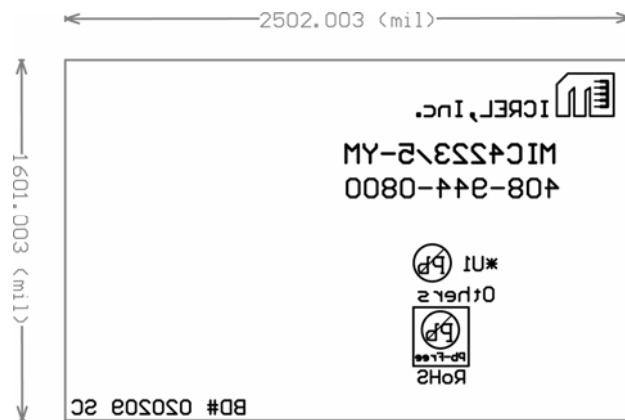 2502.003 (mil)
1601.003 (mil)
ICREL,Inc.
MIC4223/5-YM
408-944-0800
*U1 Pb
Others
Pb
Pb-Free
RoHS
BD# 020209 SC